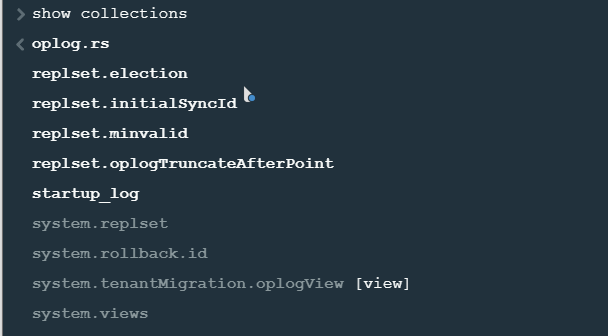 show collections
oplog.rs
replset.election
replset.initialSyncId
replset.minvalid
replset.oplogTruncateAfterPoint
startup_log
system.replset
system.rollback.id
system.tenantMigration.oplogView [view]
system.views